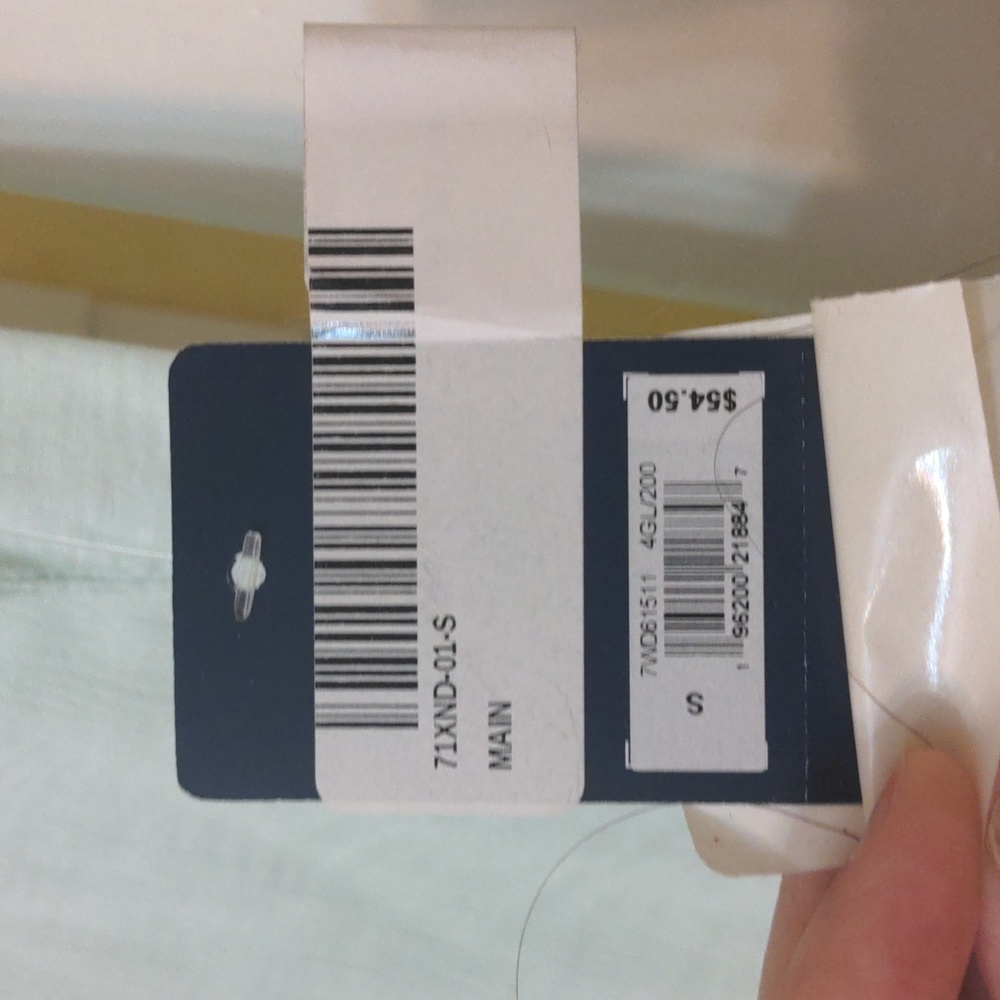 71XND-01-S
MAIN
$54.50
7WD61511 4GL/200
1 96200 21884 7
S